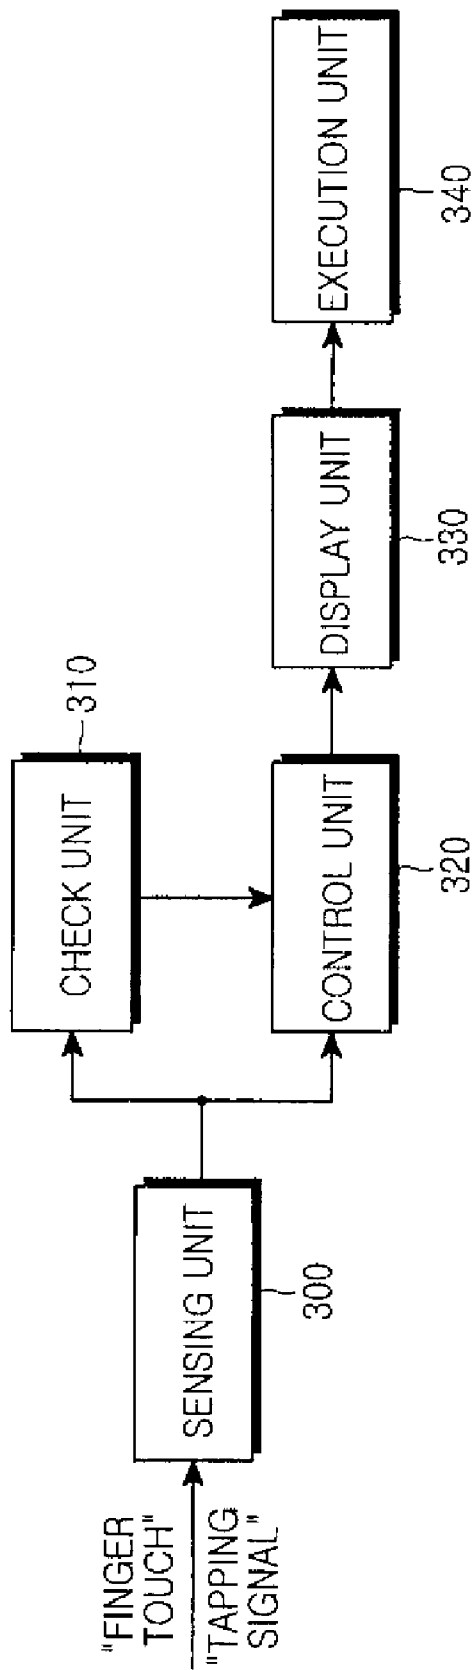 "FINGER
TOUCH"
"TAPPING
SIGNAL"
SENSING UNIT
300
CHECK UNIT
310
CONTROL UNIT
320
DISPLAY UNIT
330
EXECUTION UNIT
340